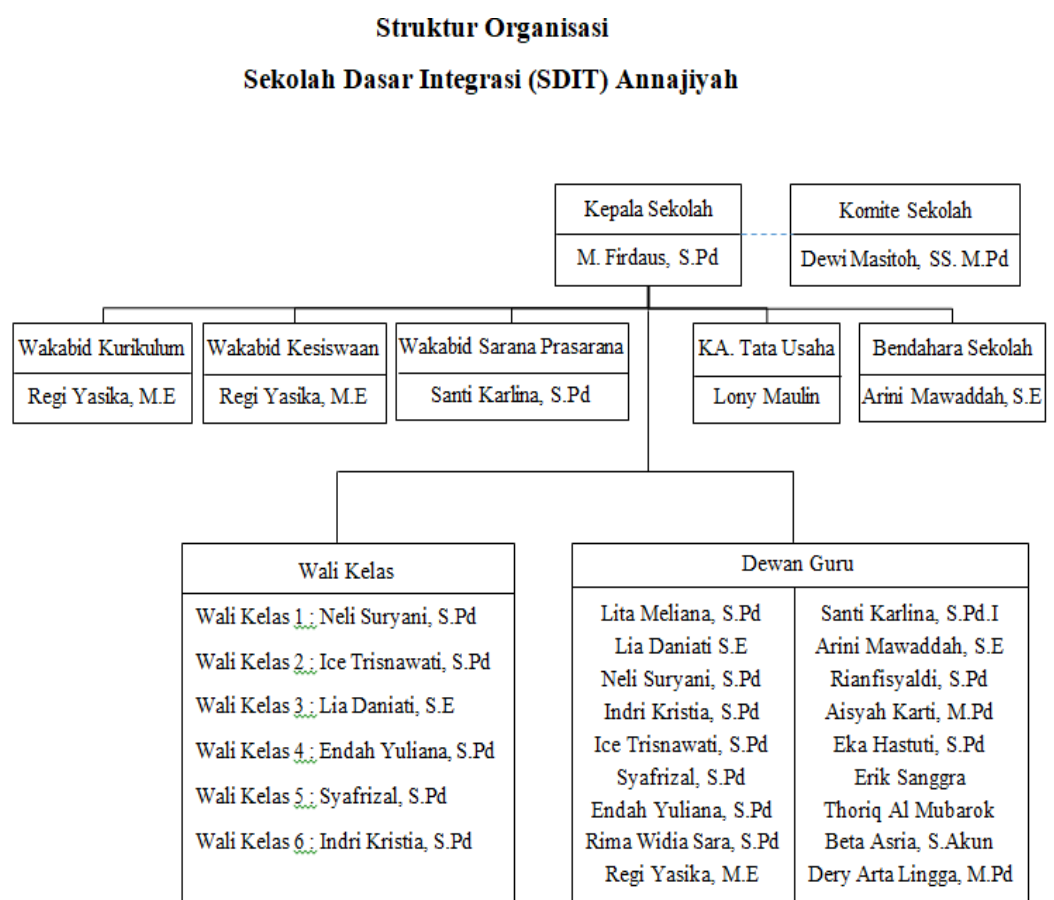 Struktur Organisasi
Sekolah Dasar Integrasi (SDIT) Annajiyah
Kepala Sekolah
M. Firdaus, S.Pd
Komite Sekolah
Dewi Masitoh, SS. M.Pd
Wakabid Kurikulum
Regi Yasika, M.E
Wakabid Kesiswaan
Regi Yasika, M.E
Wakabid Sarana Prasarana
Santi Karlina, S.Pd
KA. Tata Usaha
Lony Maulin
Bendahara Sekolah
Arini Mawaddah, S.E
Wali Kelas
Wali Kelas 1 : Neli Suryani, S.Pd
Wali Kelas 2 : Ice Trisnawati, S.Pd
Wali Kelas 3 : Lia Daniati, S.E
Wali Kelas 4 : Endah Yuliana, S.Pd
Wali Kelas 5 : Syafrizal, S.Pd
Wali Kelas 6 : Indri Kristia, S.Pd
Dewan Guru
Lita Meliana, S.Pd
Lia Daniati S.E
Neli Suryani, S.Pd
Indri Kristia, S.Pd
Ice Trisnawati, S.Pd
Syafrizal, S.Pd
Endah Yuliana, S.Pd
Rima Widia Sara, S.Pd
Regi Yasika, M.E
Santi Karlina, S.Pd.I
Arini Mawaddah, S.E
Rianfisyaldi, S.Pd
Aisyah Karti, M.Pd
Eka Hastuti, S.Pd
Erik Sanggra
Thoriq Al Mubarok
Beta Asria, S.Akun
Dery Arta Lingga, M.Pd